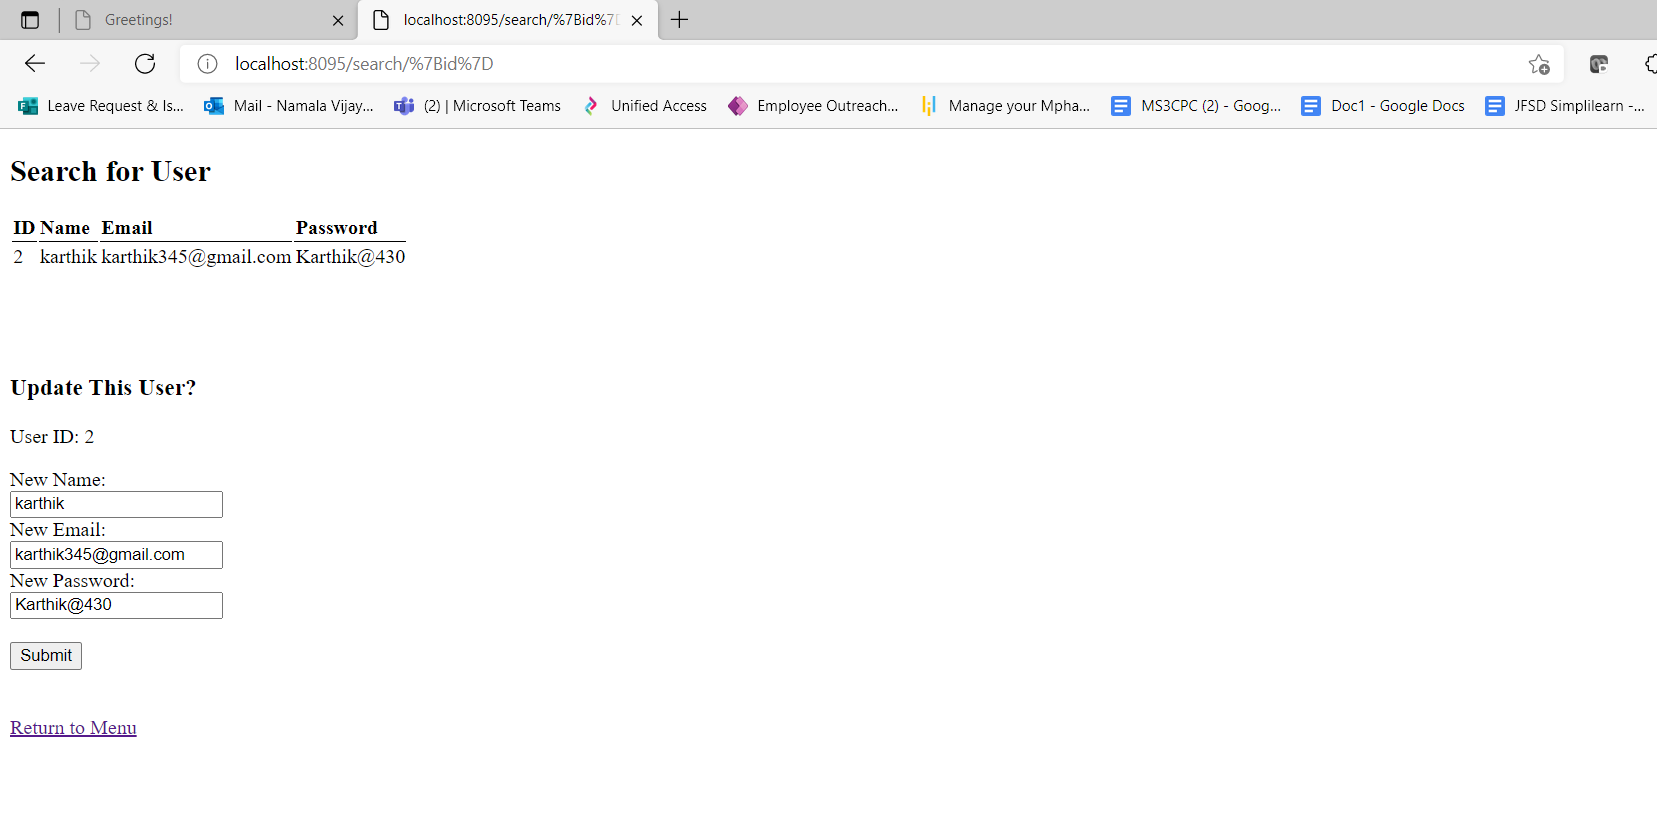 Greetings!
localhost:8095/search/%7Bid%7D
localhost:8095/search/%7Bid%7D
Leave Request & Is... Mail - Namala Vijay... (2) | Microsoft Teams Unified Access Employee Outreach... Manage your Mpha... MS3CPC (2) - Goog... Doc1 - Google Docs JFSD Simplilearn -...
Search for User
ID Name Email Password
2 karthik karthik345@gmail.com Karthik@430
Update This User?
User ID: 2
New Name:
karthik
New Email:
karthik345@gmail.com
New Password:
Karthik@430
Submit
Return to Menu